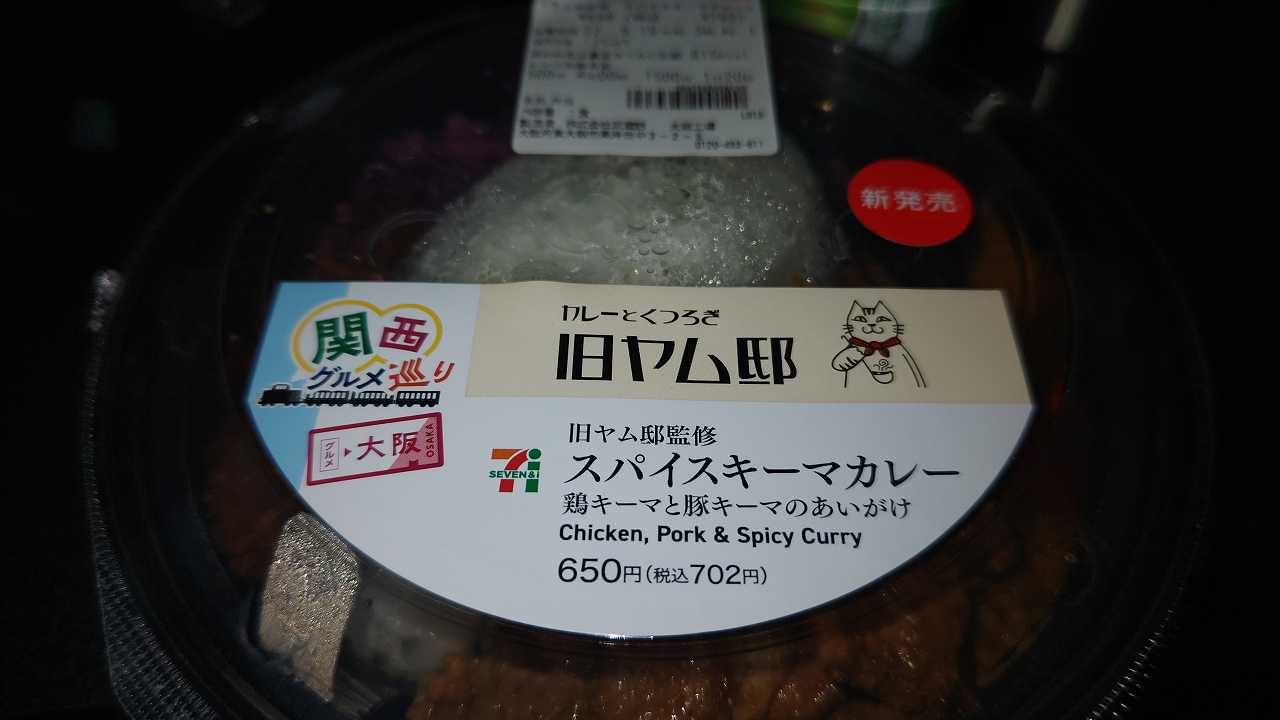 新発売
関西
グルメ巡り
グルメ
大阪
OSAKA
カレーとくつろぎ
旧ヤム邸
旧ヤム邸監修
SEVEN&i
スパイスキーマカレー
鶏キーマと豚キーマのあいがけ
Chicken, Pork & Spicy Curry
650円(税込702円)